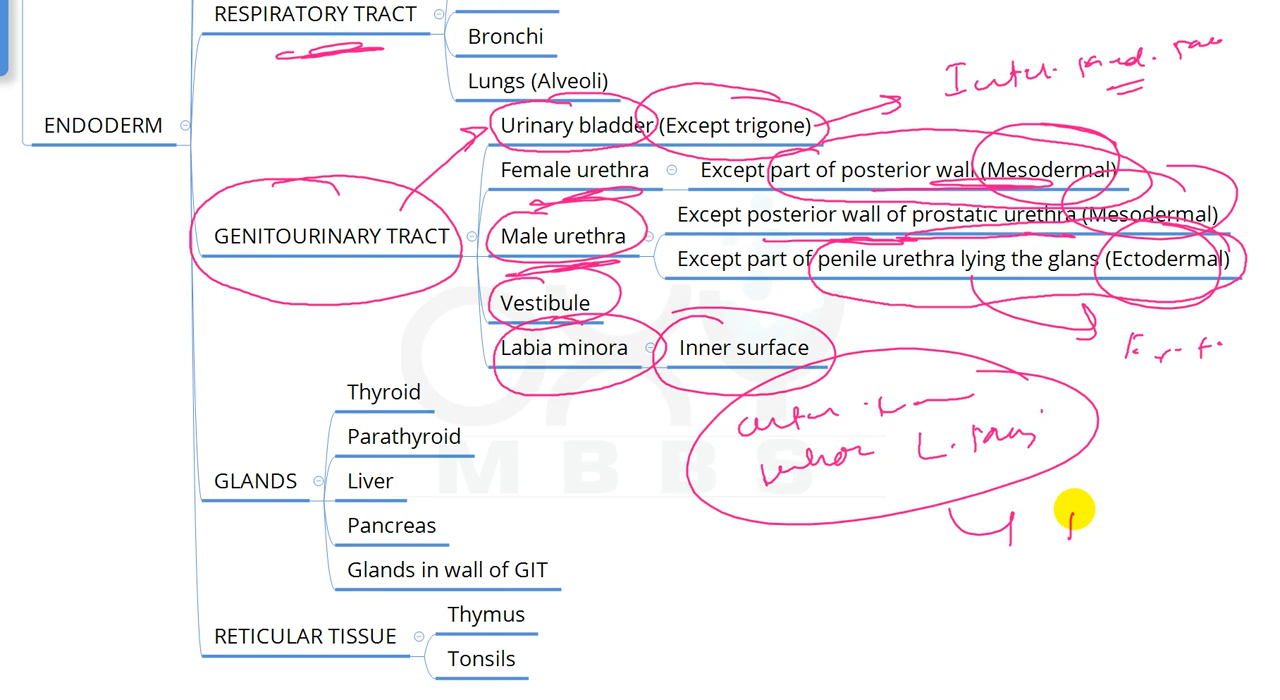 RESPIRATORY TRACT
Bronchi
Lungs (Alveoli)
ENDODERM
Urinary bladder (Except trigone)
Female urethra
Except part of posterior wall (Mesodermal)
GENITOURINARY TRACT
Male urethra
Except posterior wall of prostatic urethra (Mesodermal)
Except part of penile urethra lying the glans (Ectodermal)
Vestibule
Labia minora
Inner surface
GLANDS
Thyroid
Parathyroid
Liver
Pancreas
Glands in wall of GIT
RETICULAR TISSUE
Thymus
Tonsils
MBBS